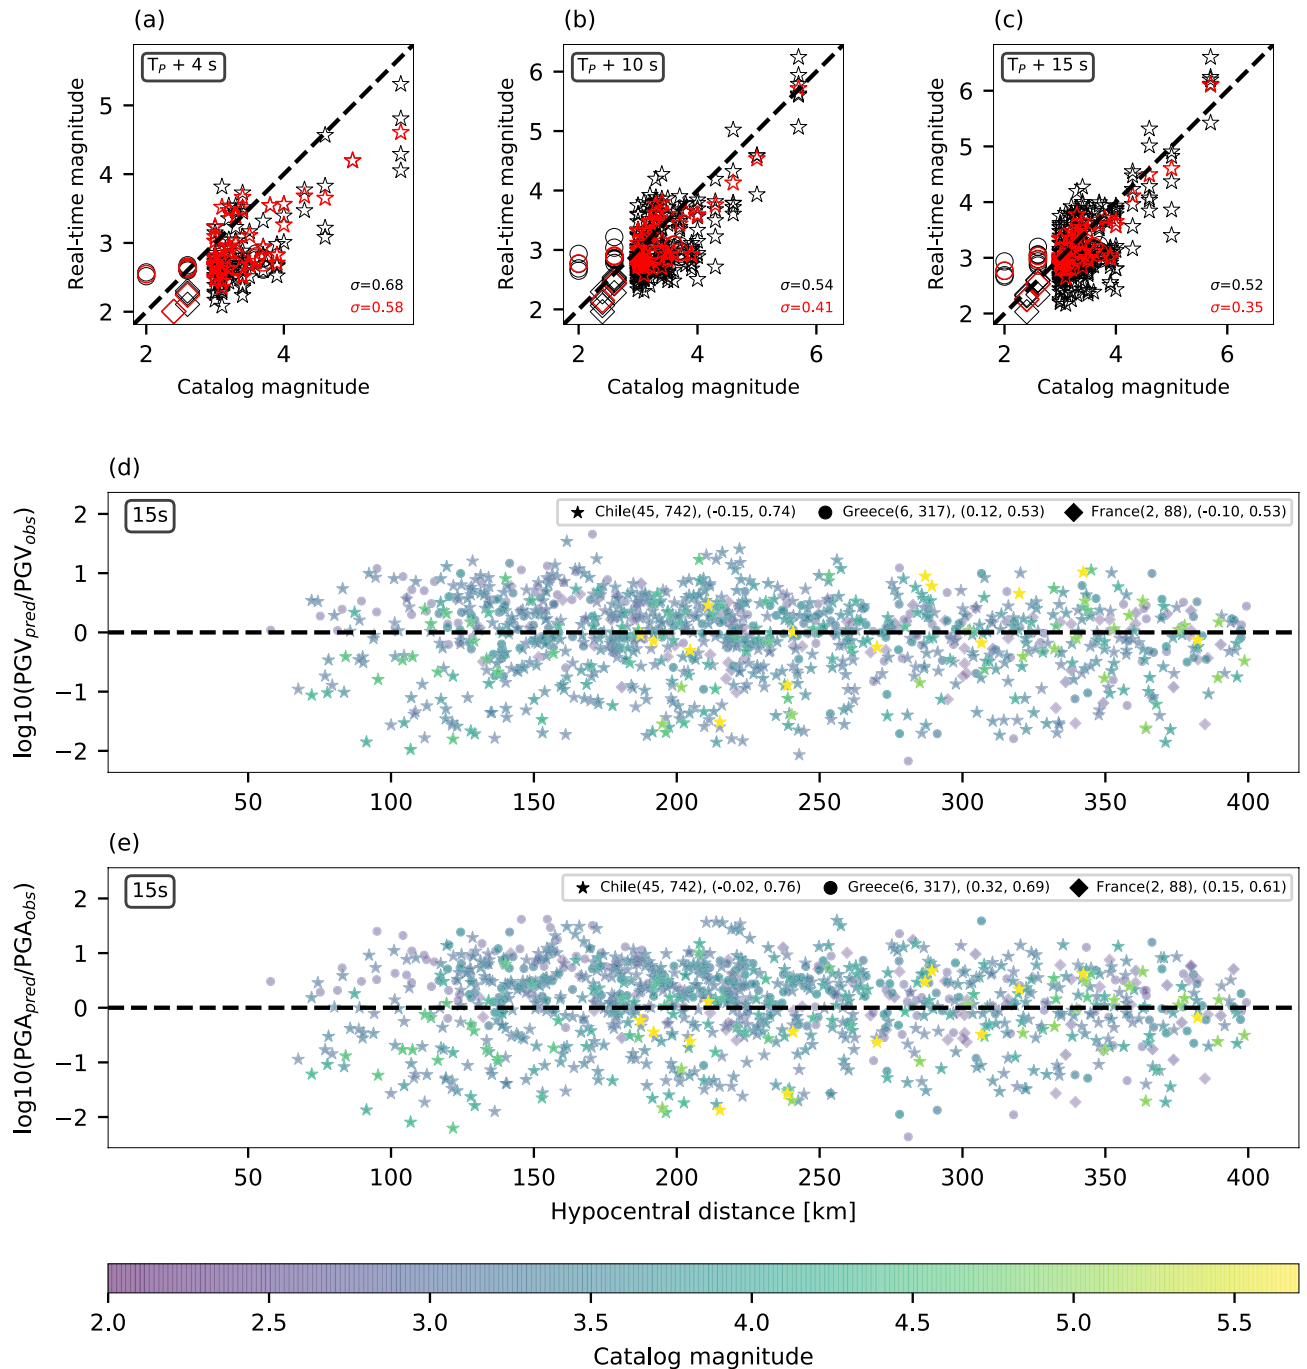 (a)
(b)
(c)
T_P + 4 s
T_P + 10 s
T_P + 15 s
Real-time magnitude
5
4
3
2
σ=0.68
σ=0.58
2
4
Catalog magnitude
Real-time magnitude
6
5
4
3
2
σ=0.54
σ=0.41
2
4
6
Catalog magnitude
Real-time magnitude
6
5
4
3
2
σ=0.52
σ=0.35
2
4
6
Catalog magnitude
(d)
15s
Chile(45, 742), (-0.15, 0.74)
Greece(6, 317), (0.12, 0.53)
France(2, 88), (-0.10, 0.53)
log10(PGV_pred/PGV_obs)
2
1
0
−1
−2
50 100 150 200 250 300 350 400
(e)
15s
Chile(45, 742), (-0.02, 0.76)
Greece(6, 317), (0.32, 0.69)
France(2, 88), (0.15, 0.61)
log10(PGA_pred/PGA_obs)
2
1
0
−1
−2
50 100 150 200 250 300 350 400
Hypocentral distance [km]
2.0 2.5 3.0 3.5 4.0 4.5 5.0 5.5
Catalog magnitude